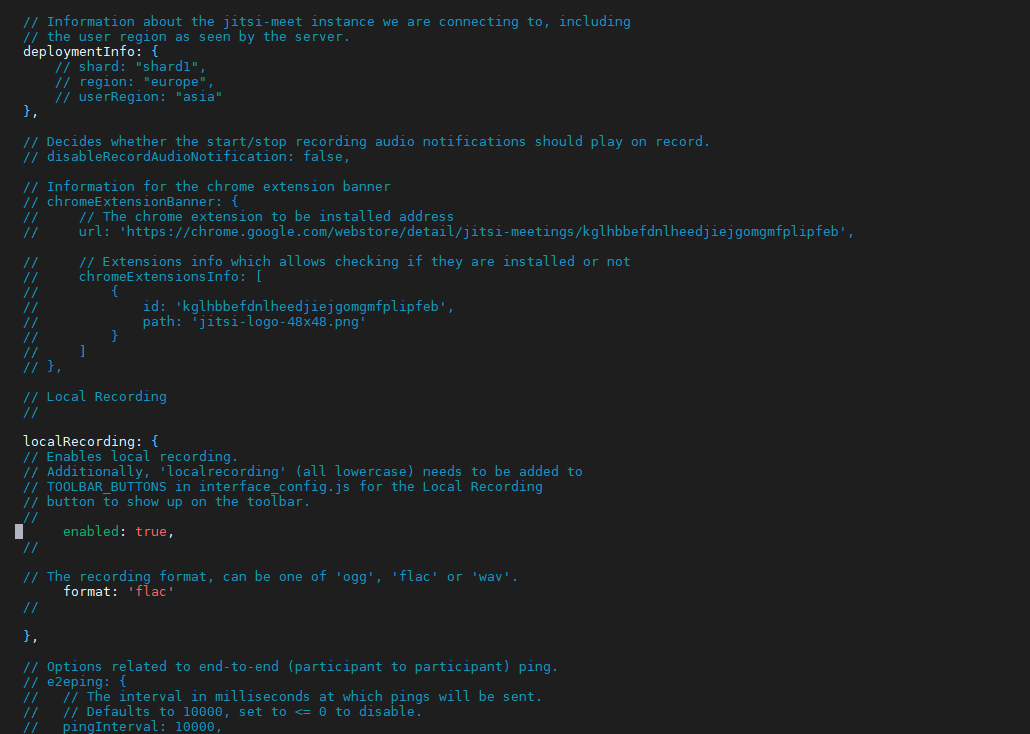 // Information about the jitsi-meet instance we are connecting to, including
// the user region as seen by the server.
deploymentInfo: {
    // shard: "shard1",
    // region: "europe",
    // userRegion: "asia"
},
// Decides whether the start/stop recording audio notifications should play on record.
// disableRecordAudioNotification: false,
// Information for the chrome extension banner
// chromeExtensionBanner: {
//     // The chrome extension to be installed address
//     url: 'https://chrome.google.com/webstore/detail/jitsi-meetings/kglhbbefdnlheedjiejgomgmfplipfeb',
//     // Extensions info which allows checking if they are installed or not
//     chromeExtensionsInfo: [
//         {
//             id: 'kglhbbefdnlheedjiejgomgmfplipfeb',
//             path: 'jitsi-logo-48x48.png'
//         }
//     ]
// },
// Local Recording
//
localRecording: {
// Enables local recording.
// Additionally, 'localrecording' (all lowercase) needs to be added to
// TOOLBAR_BUTTONS in interface_config.js for the Local Recording
// button to show up on the toolbar.
//
     enabled: true,
//
// The recording format, can be one of 'ogg', 'flac' or 'wav'.
     format: 'flac'
//
},
// Options related to end-to-end (participant to participant) ping.
// e2eping: {
//   // The interval in milliseconds at which pings will be sent.
//   // Defaults to 10000, set to <= 0 to disable.
//   pingInterval: 10000,